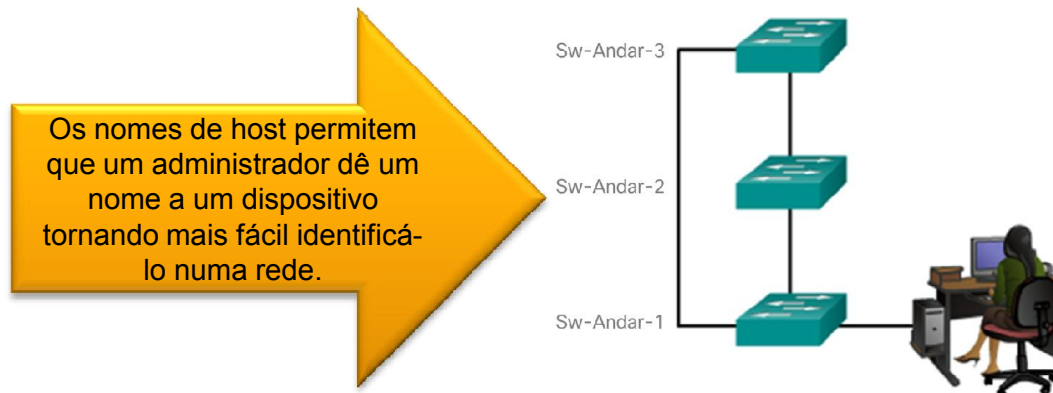 Os nomes de host permitem
que um administrador dê um
nome a um dispositivo
tornando mais fácil identificá-
lo numa rede.
Sw-Andar-3
Sw-Andar-2
Sw-Andar-1